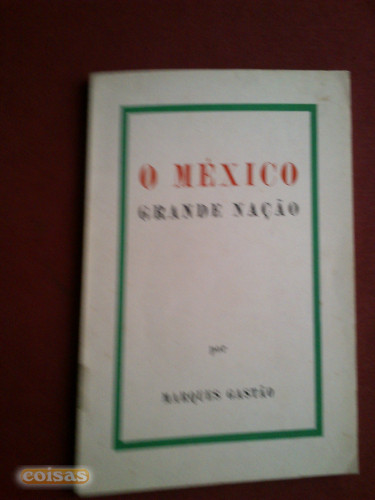 O MÉXICO
GRANDE NAÇÃO
por
MARQUES GASTÃO
coisas